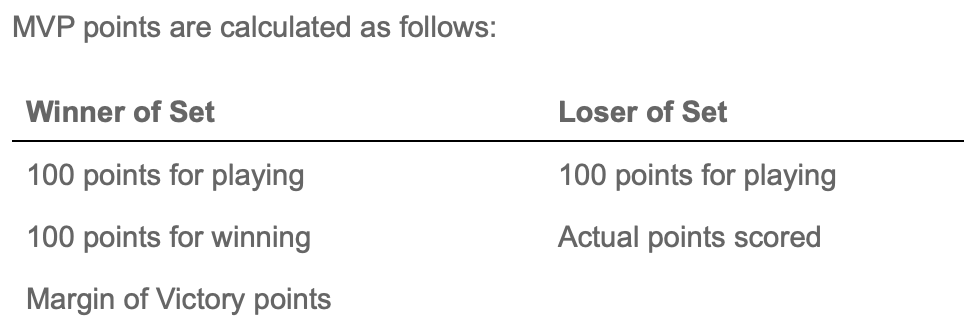 MVP points are calculated as follows:
Winner of Set Loser of Set
100 points for playing 100 points for playing
100 points for winning Actual points scored
Margin of Victory points